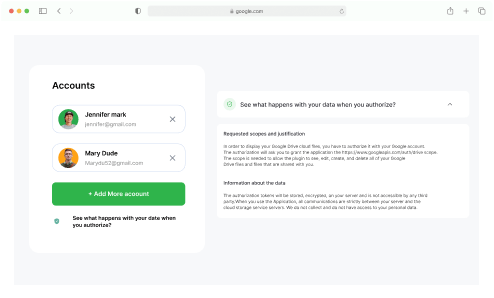 google.com
Accounts
Jennifer mark
jennifer@gmail.com
Mary Dude
Marydu52@gmail.com
+ Add More account
See what happens with your data when
you authorize?
See what happens with your data when you authorize?
Requested scopes and justification
In order to display your Google Drive cloud files, you have to authorize it with your Google account.
The authorization will ask you to grant the application the https://www.googleapis.com/auth/drive scope.
The scope is needed to allow the plugin to see, edit, create, and delete all of your Google
Drive files and files that are shared with you.
Information about the data
The authorization tokens will be stored, encrypted, on your server and is not accessible by any third
party.When you use the Application, all communications are strictly between your server and the
cloud storage service servers. We do not collect and do not have access to your personal data.